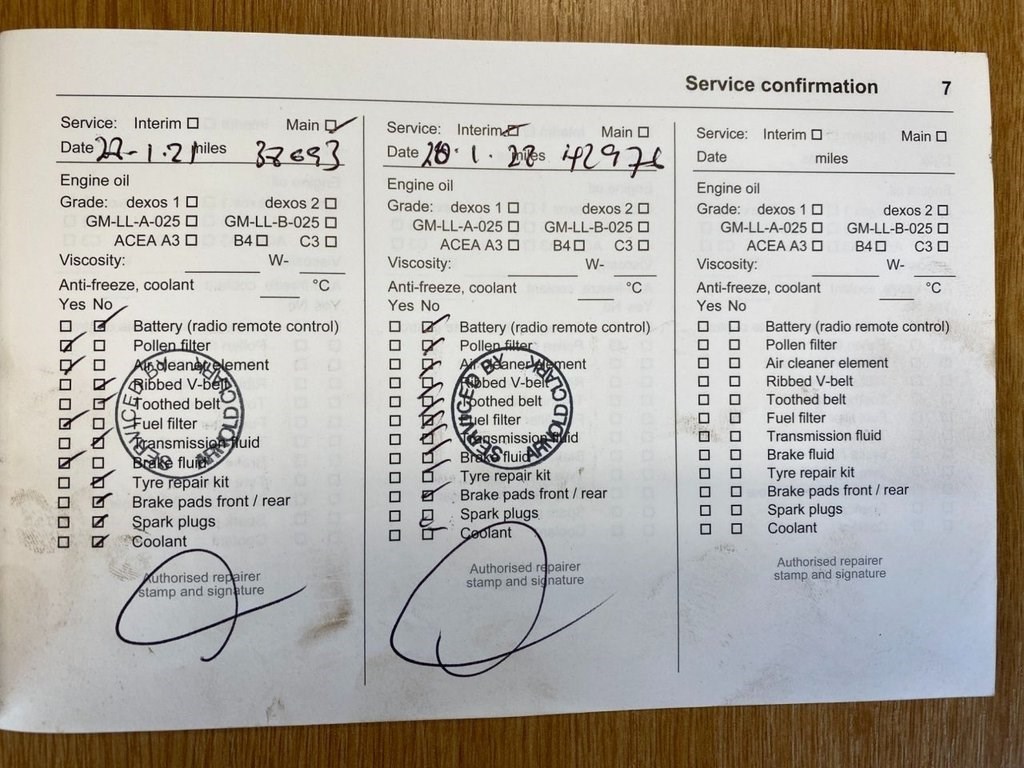 Service confirmation 7
Service: Interim Main
Date 22-1.21 miles 38693
Engine oil
Grade: dexos 1 dexos 2
GM-LL-A-025 GM-LL-B-025
ACEA A3 B4 C3
Viscosity: W-
Anti-freeze, coolant °C
Yes No
Battery (radio remote control)
Pollen filter
Air cleaner element
Ribbed V-belt
Toothed belt
Fuel filter
Transmission fluid
Brake fluid
Tyre repair kit
Brake pads front / rear
Spark plugs
Coolant
SERVICED BY ARNOLD CLARK
Authorised repairer
stamp and signature
Service: Interim Main
Date 1. miles 42976
Engine oil
Grade: dexos 1 dexos 2
GM-LL-A-025 GM-LL-B-025
ACEA A3 B4 C3
Viscosity: W-
Anti-freeze, coolant °C
Yes No
Battery (radio remote control)
Pollen filter
Air cleaner element
Ribbed V-belt
Toothed belt
Fuel filter
Transmission fluid
Brake fluid
Tyre repair kit
Brake pads front / rear
Spark plugs
Coolant
SERVICED BY ARNOLD CLARK
Authorised repairer
stamp and signature
Service: Interim Main
Date miles
Engine oil
Grade: dexos 1 dexos 2
GM-LL-A-025 GM-LL-B-025
ACEA A3 B4 C3
Viscosity: W-
Anti-freeze, coolant °C
Yes No
Battery (radio remote control)
Pollen filter
Air cleaner element
Ribbed V-belt
Toothed belt
Fuel filter
Transmission fluid
Brake fluid
Tyre repair kit
Brake pads front / rear
Spark plugs
Coolant
Authorised repairer
stamp and signature